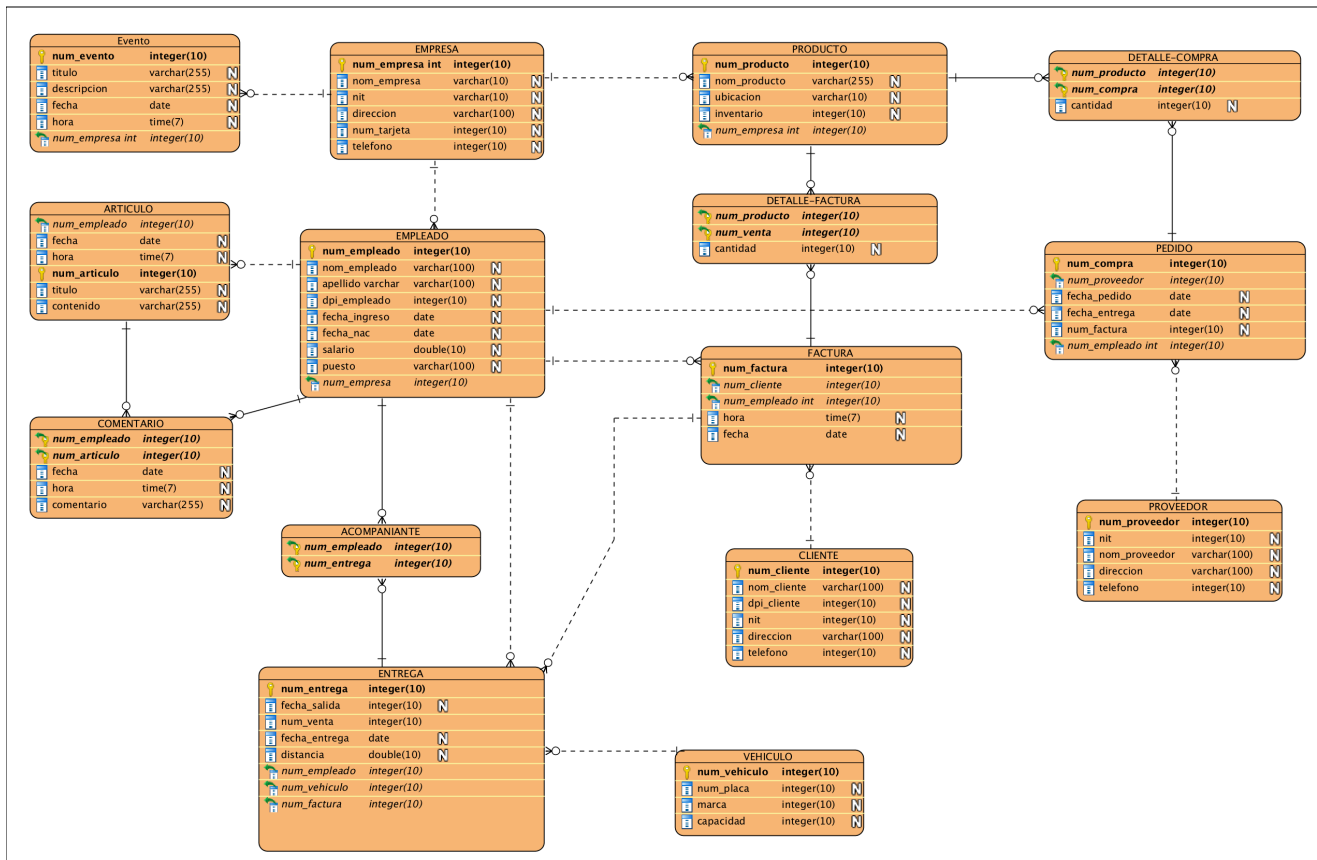 Evento
num_evento integer(10)
titulo varchar(255) N
descripcion varchar(255) N
fecha date N
hora time(7) N
num_empresa int integer(10)
EMPRESA
num_empresa int integer(10)
nom_empresa varchar(10) N
nit varchar(10) N
direccion varchar(100) N
num_tarjeta integer(10) N
telefono integer(10) N
PRODUCTO
num_producto integer(10)
nom_producto varchar(255) N
ubicacion varchar(10) N
inventario integer(10) N
num_empresa int integer(10)
DETALLE-COMPRA
num_producto integer(10)
num_compra integer(10)
cantidad integer(10) N
ARTICULO
num_empleado integer(10)
fecha date N
hora time(7) N
num_articulo integer(10)
titulo varchar(255) N
contenido varchar(255) N
EMPLEADO
num_empleado integer(10)
nom_empleado varchar(100) N
apellido varchar varchar(100) N
dpi_empleado integer(10) N
fecha_ingreso date N
fecha_nac date N
salario double(10) N
puesto varchar(100) N
num_empresa integer(10)
DETALLE-FACTURA
num_producto integer(10)
num_venta integer(10)
cantidad integer(10) N
PEDIDO
num_compra integer(10)
num_proveedor integer(10)
fecha_pedido date N
fecha_entrega date N
num_factura integer(10) N
num_empleado int integer(10)
FACTURA
num_factura integer(10)
num_cliente integer(10)
num_empleado int integer(10)
hora time(7) N
fecha date N
COMENTARIO
num_empleado integer(10)
num_articulo integer(10)
fecha date N
hora time(7) N
comentario varchar(255) N
ACOMPANIANTE
num_empleado integer(10)
num_entrega integer(10)
CLIENTE
num_cliente integer(10)
nom_cliente varchar(100) N
dpi_cliente integer(10) N
nit integer(10) N
direccion varchar(100) N
telefono integer(10) N
PROVEEDOR
num_proveedor integer(10)
nit integer(10) N
nom_proveedor varchar(100) N
direccion varchar(100) N
telefono integer(10) N
ENTREGA
num_entrega integer(10)
fecha_salida integer(10) N
num_venta integer(10)
fecha_entrega date N
distancia double(10) N
num_empleado integer(10)
num_vehiculo integer(10)
num_factura integer(10)
VEHICULO
num_vehiculo integer(10)
num_placa integer(10) N
marca integer(10) N
capacidad integer(10) N